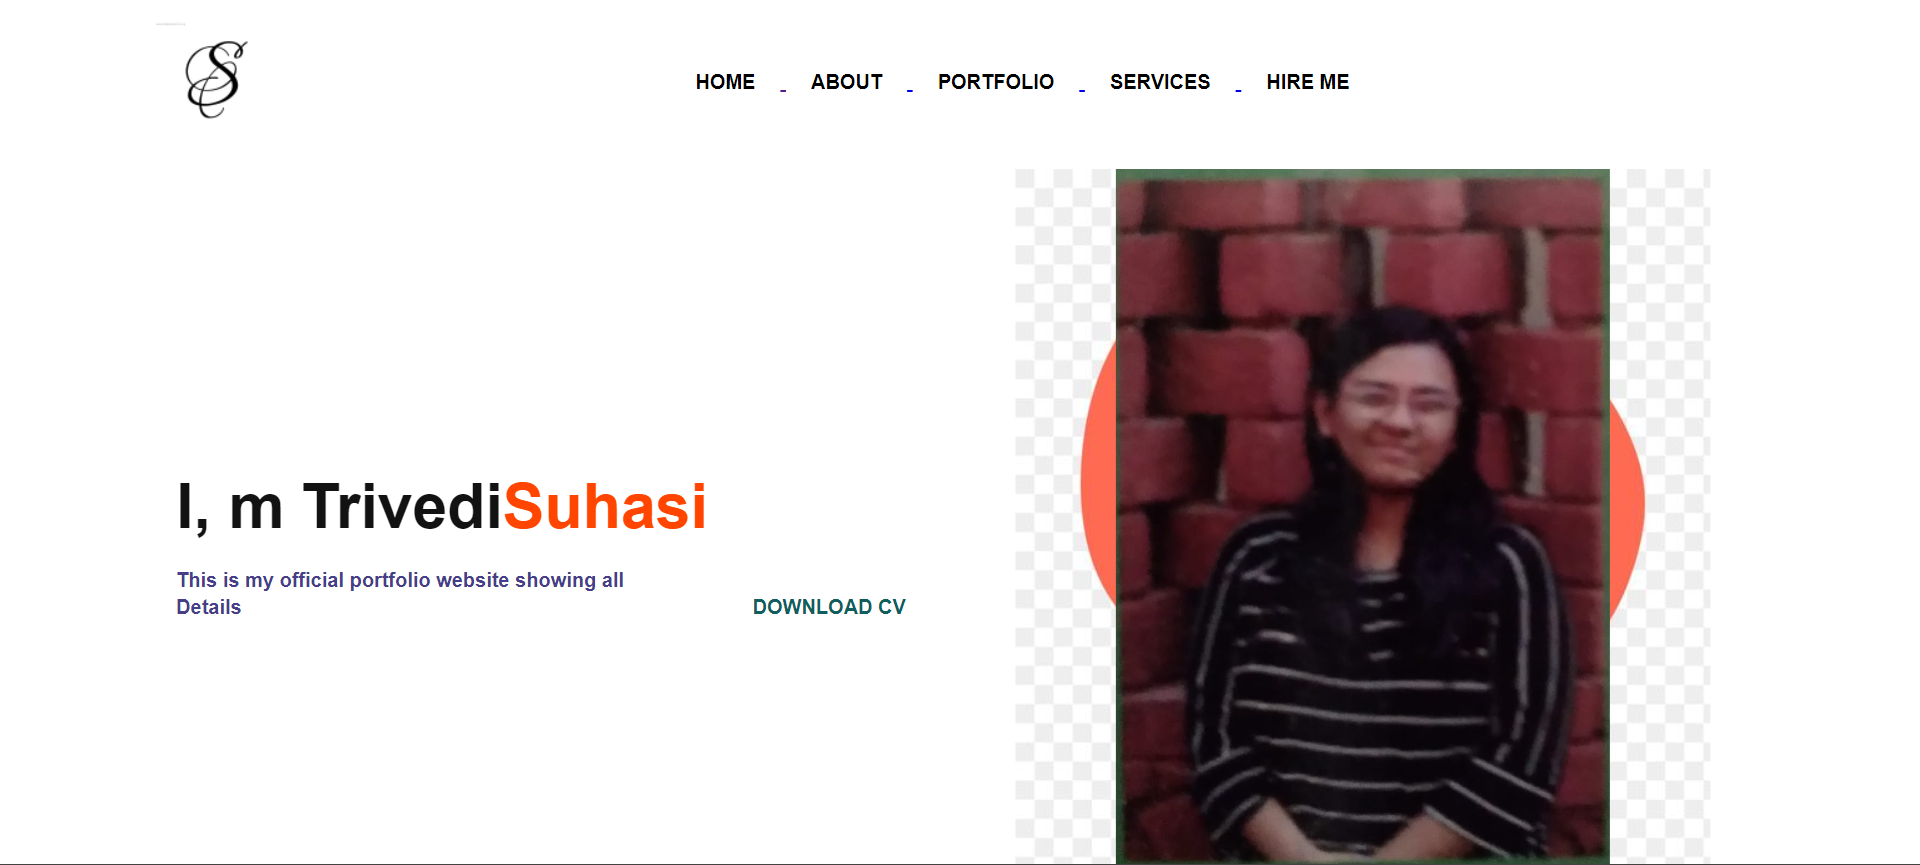 S
HOME - ABOUT - PORTFOLIO - SERVICES - HIRE ME
I, m TrivediSuhasi
This is my official portfolio website showing all
Details
DOWNLOAD CV